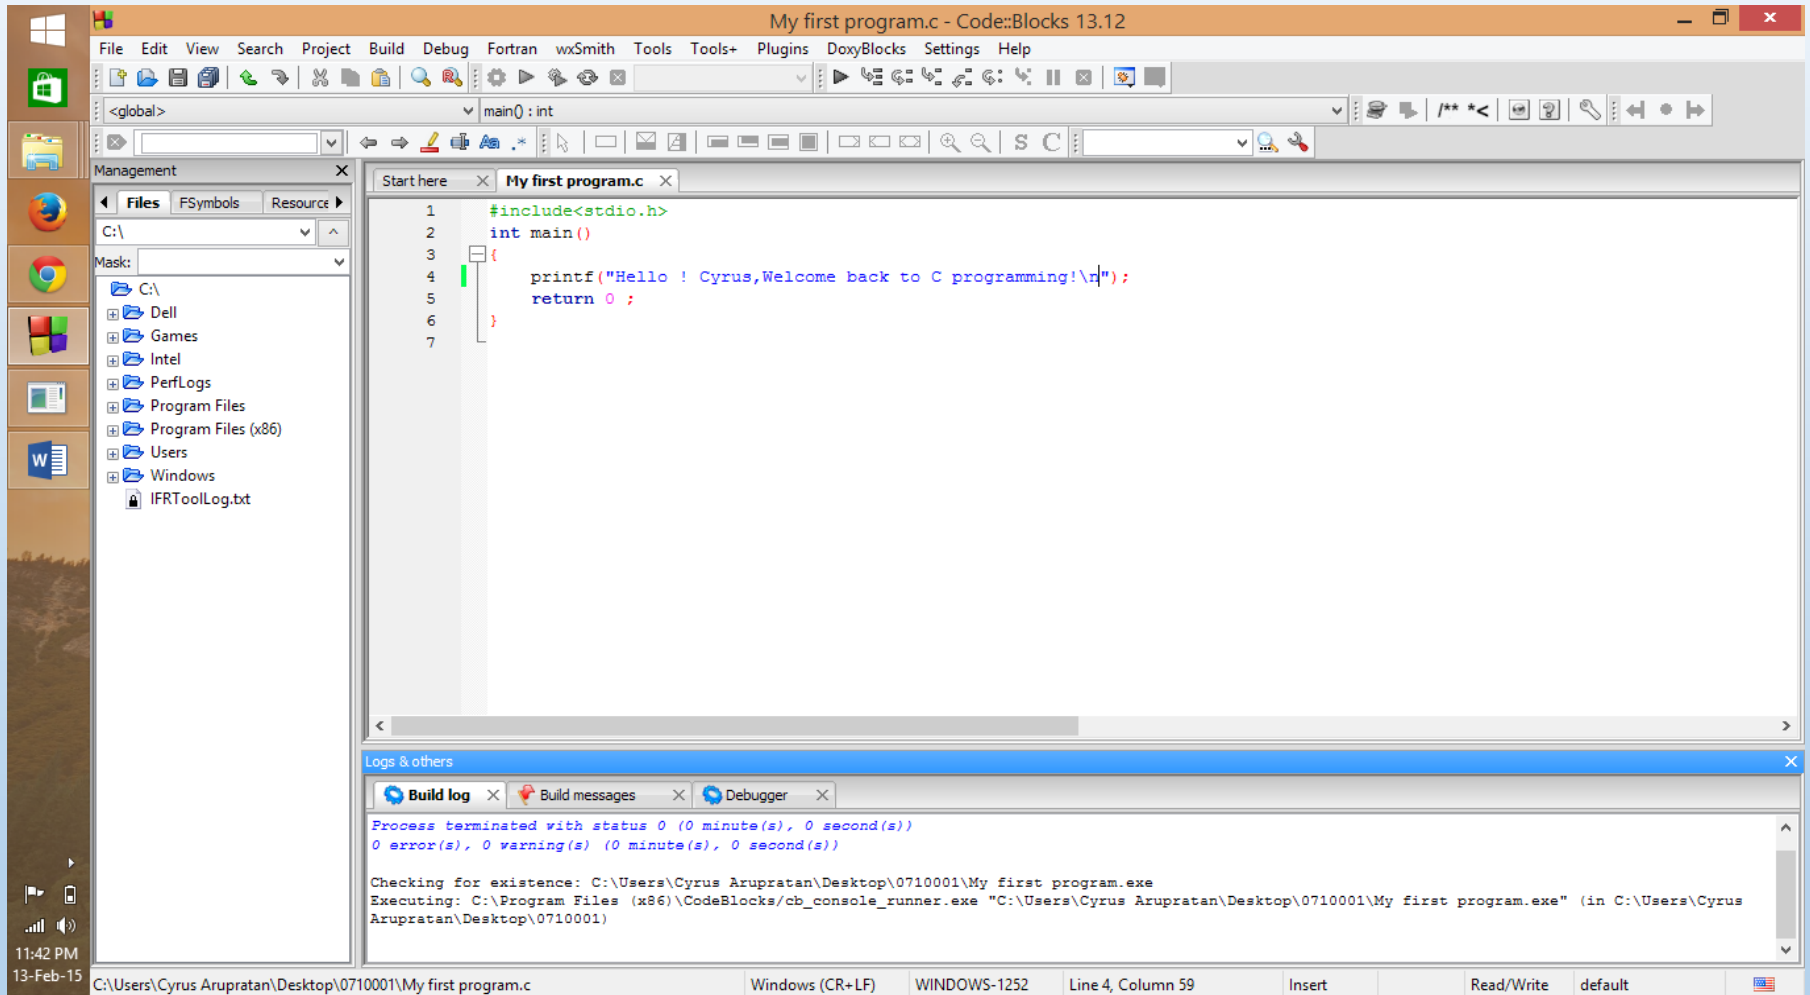 My first program.c - Code::Blocks 13.12
File Edit View Search Project Build Debug Fortran wxSmith Tools Tools+ Plugins DoxyBlocks Settings Help
<global> main() : int /** *<
S C
Management
Start here My first program.c
Files FSymbols Resource
C:\
Mask:
C:\
Dell
Games
Intel
PerfLogs
Program Files
Program Files (x86)
Users
Windows
IFRToolLog.txt
1 #include<stdio.h>
2 int main()
3 {
4 printf("Hello ! Cyrus,Welcome back to C programming!\n");
5 return 0 ;
6 }
7
Logs & others
Build log Build messages Debugger
Process terminated with status 0 (0 minute(s), 0 second(s))
0 error(s), 0 warning(s) (0 minute(s), 0 second(s))
Checking for existence: C:\Users\Cyrus Arupratan\Desktop\0710001\My first program.exe
Executing: C:\Program Files (x86)\CodeBlocks/cb_console_runner.exe "C:\Users\Cyrus Arupratan\Desktop\0710001\My first program.exe" (in C:\Users\Cyrus
Arupratan\Desktop\0710001)
11:42 PM
13-Feb-15
C:\Users\Cyrus Arupratan\Desktop\0710001\My first program.c Windows (CR+LF) WINDOWS-1252 Line 4, Column 59 Insert Read/Write default